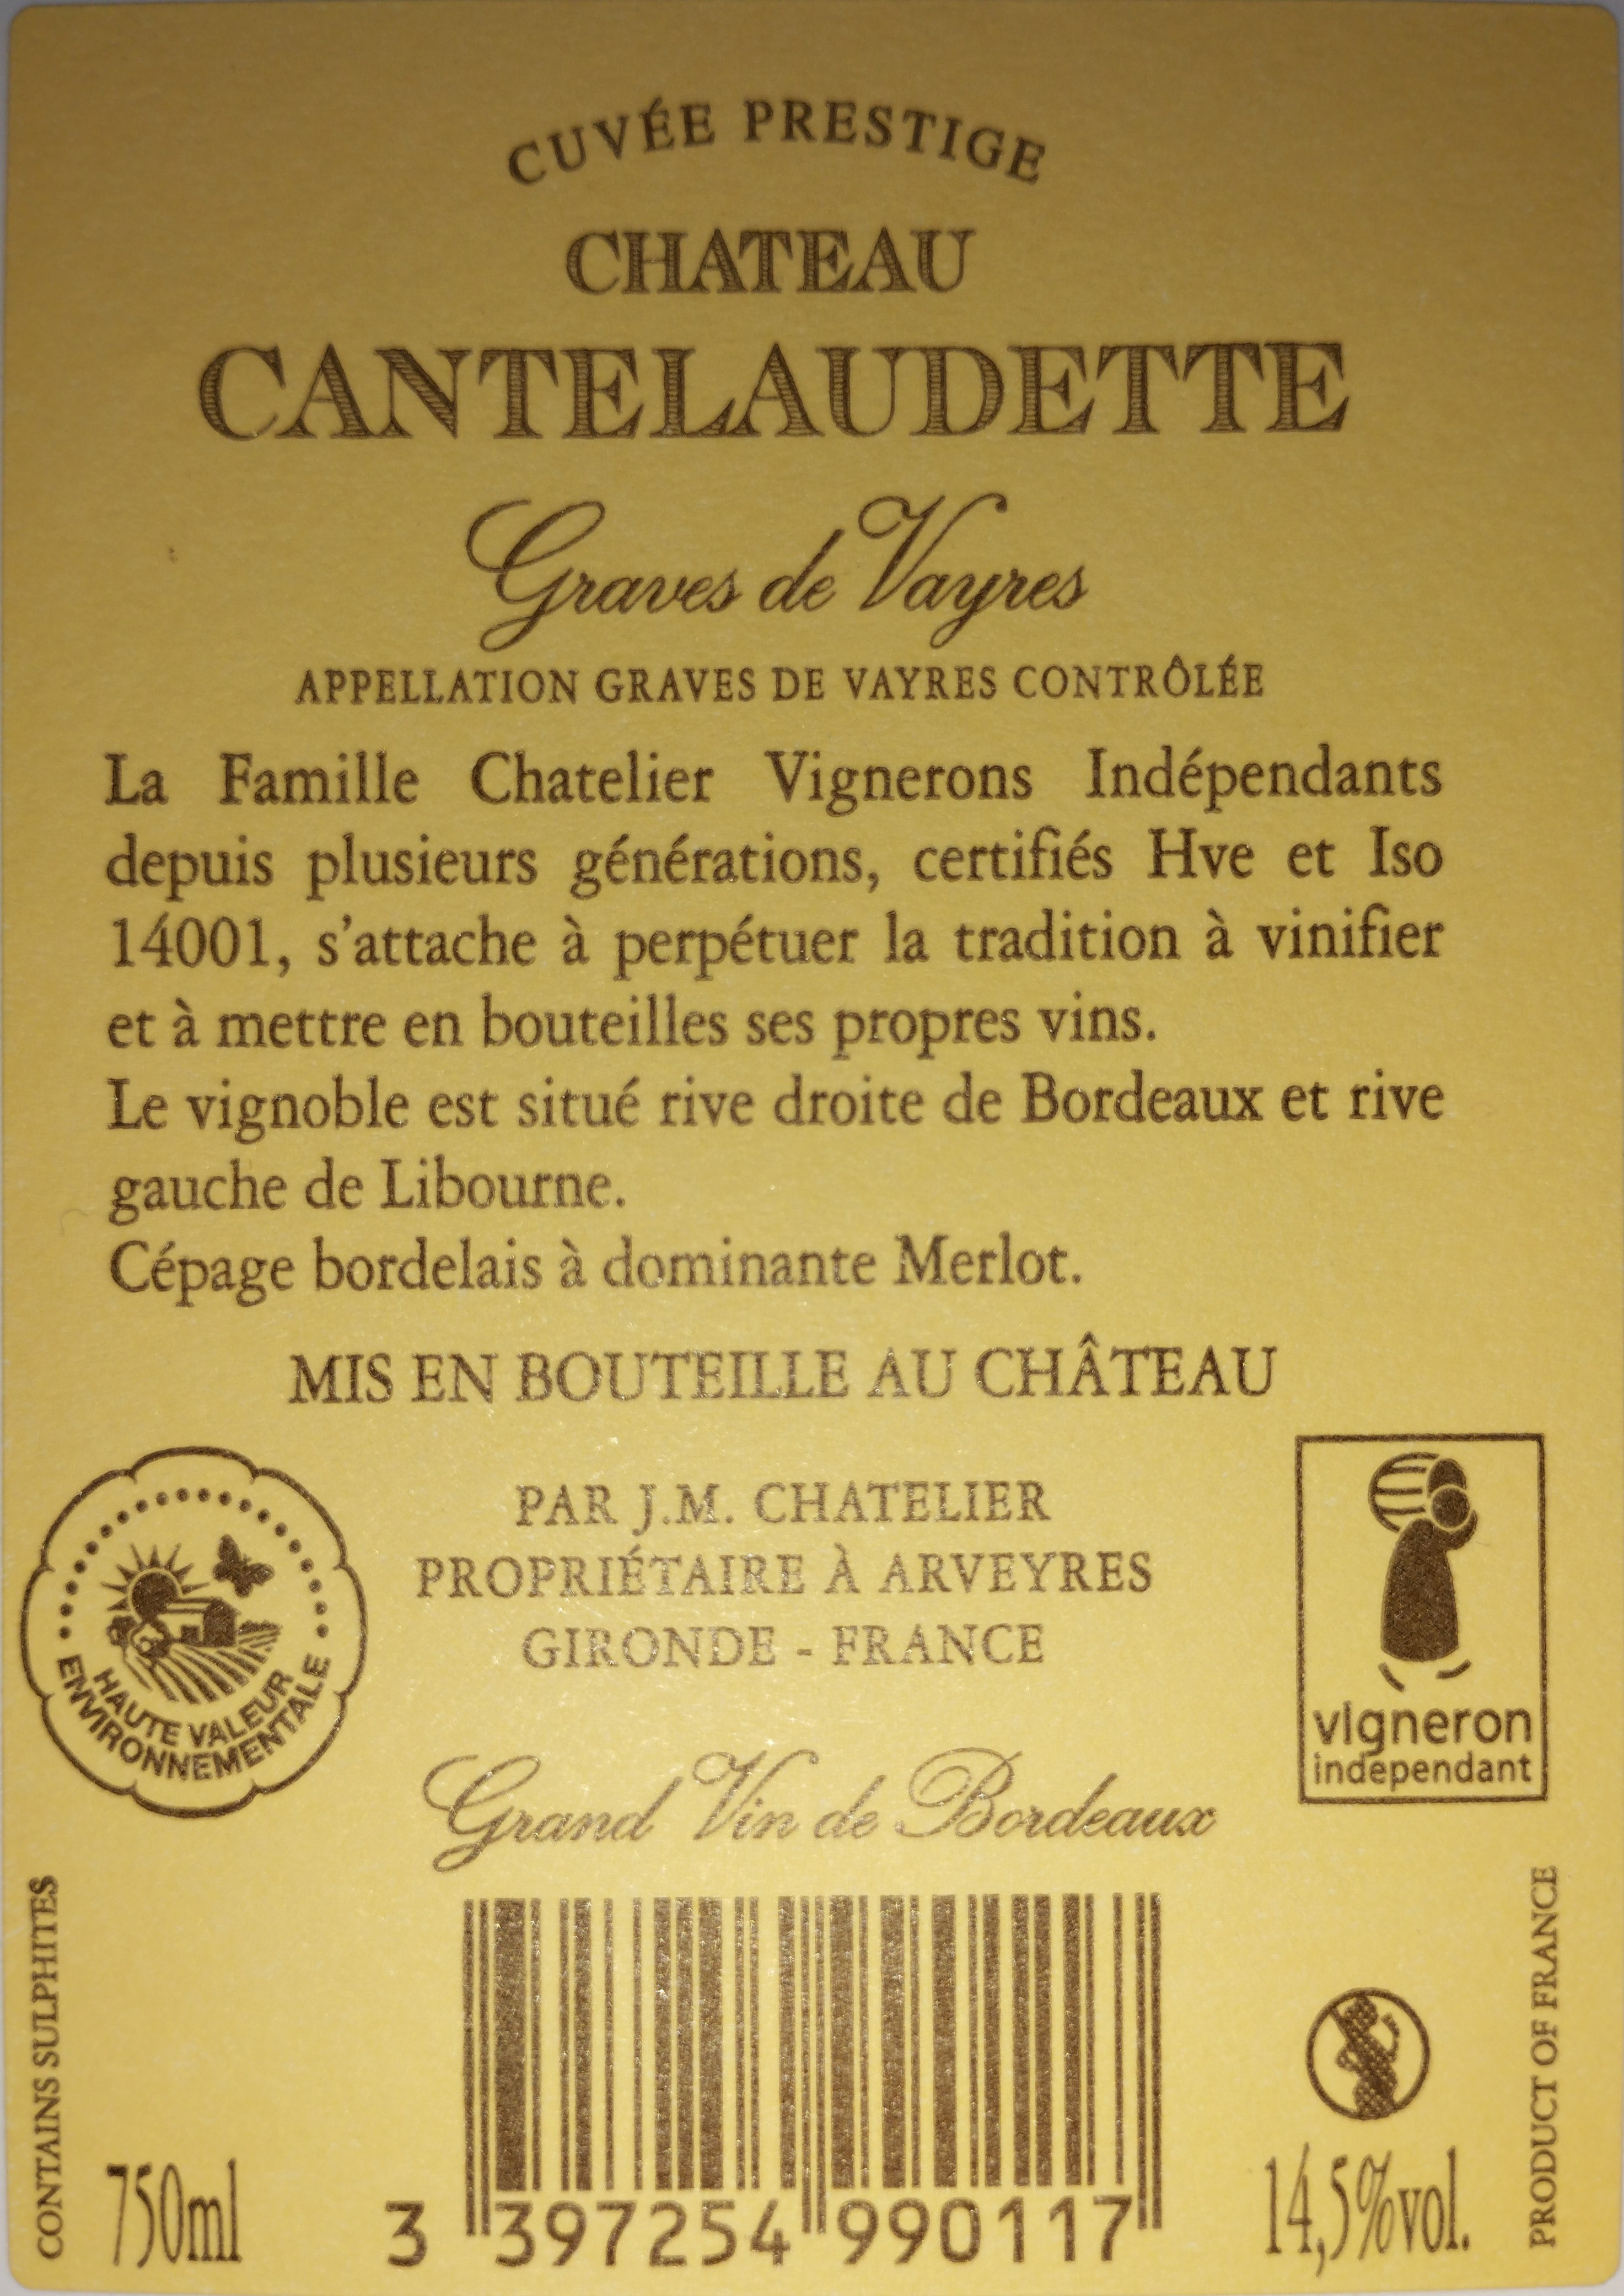 CUVÉE PRESTIGE
CHATEAU
CANTELAUDETTE
Graves de Vayres
APPELLATION GRAVES DE VAYRES CONTRÔLÉE
La Famille Chatelier Vignerons Indépendants
depuis plusieurs générations, certifiés Hve et Iso
14001, s'attache à perpétuer la tradition à vinifier
et à mettre en bouteilles ses propres vins.
Le vignoble est situé rive droite de Bordeaux et rive
gauche de Libourne.
Cépage bordelais à dominante Merlot.
MIS EN BOUTEILLE AU CHÂTEAU
PAR J.M. CHATELIER
PROPRIÉTAIRE À ARVEYRES
GIRONDE - FRANCE
HAUTE VALEUR
ENVIRONNEMENTALE
vigneron
independant
Grand Vin de Bordeaux
CONTAINS SULPHITES
750ml
3 397254 990117
14,5%vol.
PRODUCT OF FRANCE